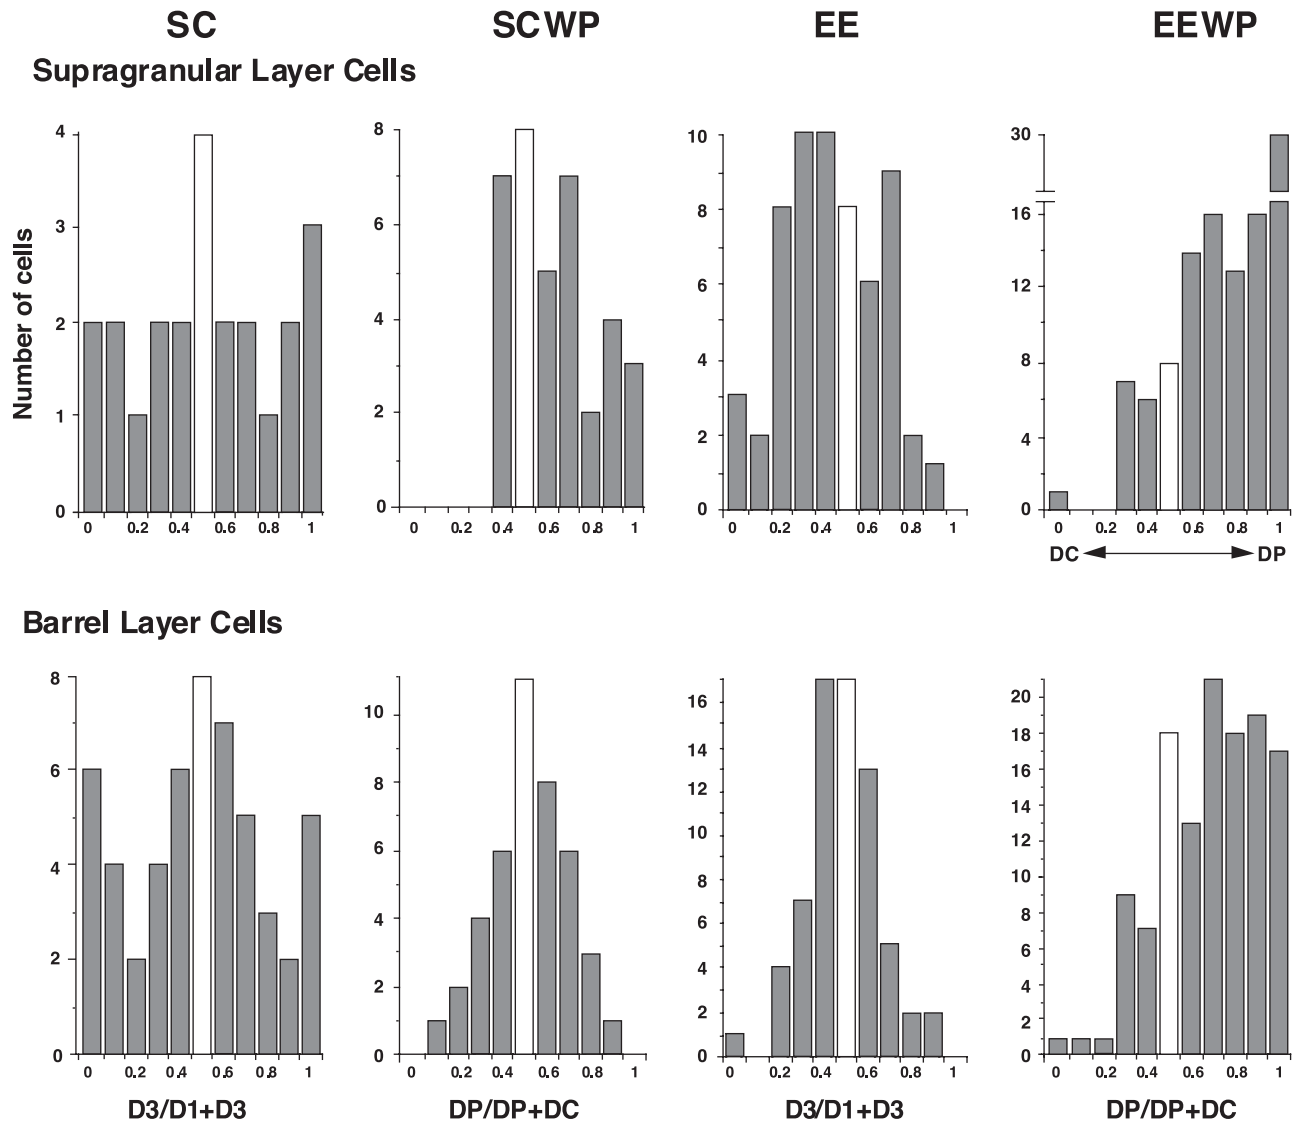 SC SCWP EE EEWP
Supragranular Layer Cells
Number of cells
4 3 2 1 0
0 0.2 0.4 0.6 0.8 1
8 6 4 2 0
0 0.2 0.4 0.6 0.8 1
10 8 6 4 2 0
0 0.2 0.4 0.6 0.8 1
30 16 12 8 4 0
0 0.2 0.4 0.6 0.8 1
DC DP
Barrel Layer Cells
8 6 4 2 0
0 0.2 0.4 0.6 0.8 1
D3/D1+D3
10 8 6 4 2 0
0 0.2 0.4 0.6 0.8 1
DP/DP+DC
16 14 12 10 8 6 4 2 0
0 0.2 0.4 0.6 0.8 1
D3/D1+D3
20 18 16 14 12 10 8 6 4 2 0
0 0.2 0.4 0.6 0.8 1
DP/DP+DC